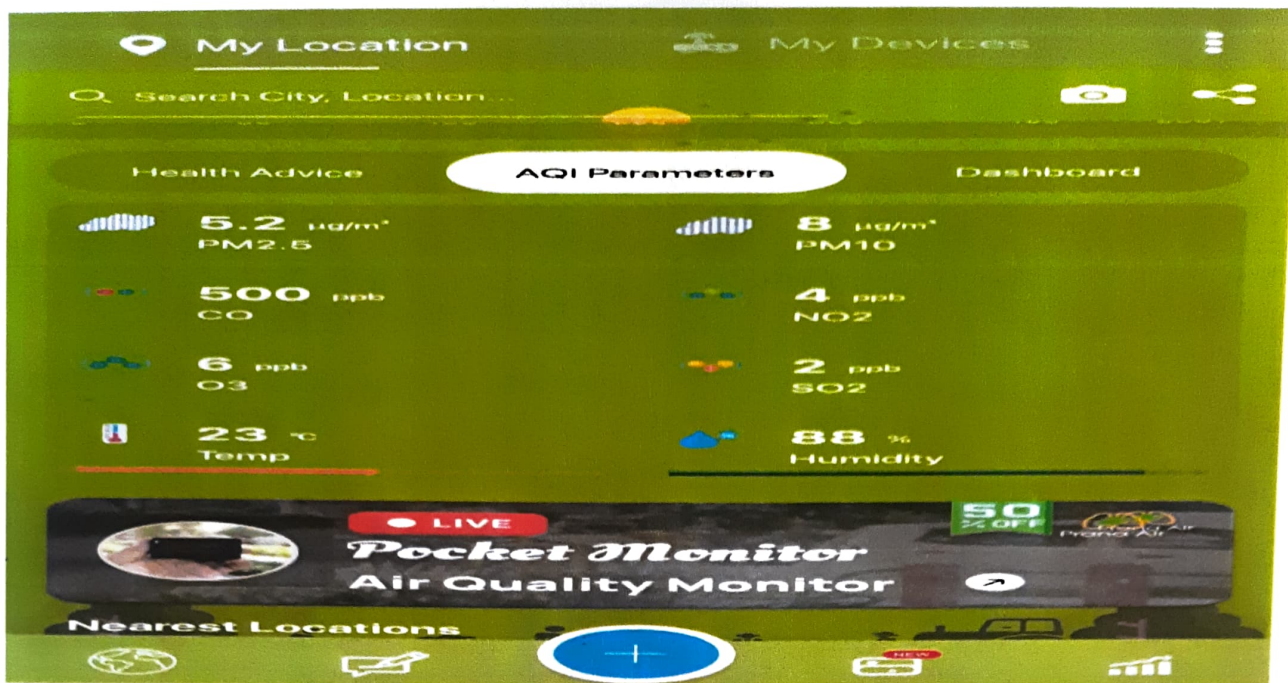 My Location My Devices
Search City, Location...
Health Advice AQI Parameters Dashboard
5.2 µg/m³ 8 µg/m³
PM2.5 PM10
500 ppb 4 ppb
CO NO2
6 ppb 2 ppb
O3 SO2
23 °C 88 %
Temp Humidity
LIVE 50
% OFF
Pocket Monitor Prana Air
Air Quality Monitor
Nearest Locations
NEW